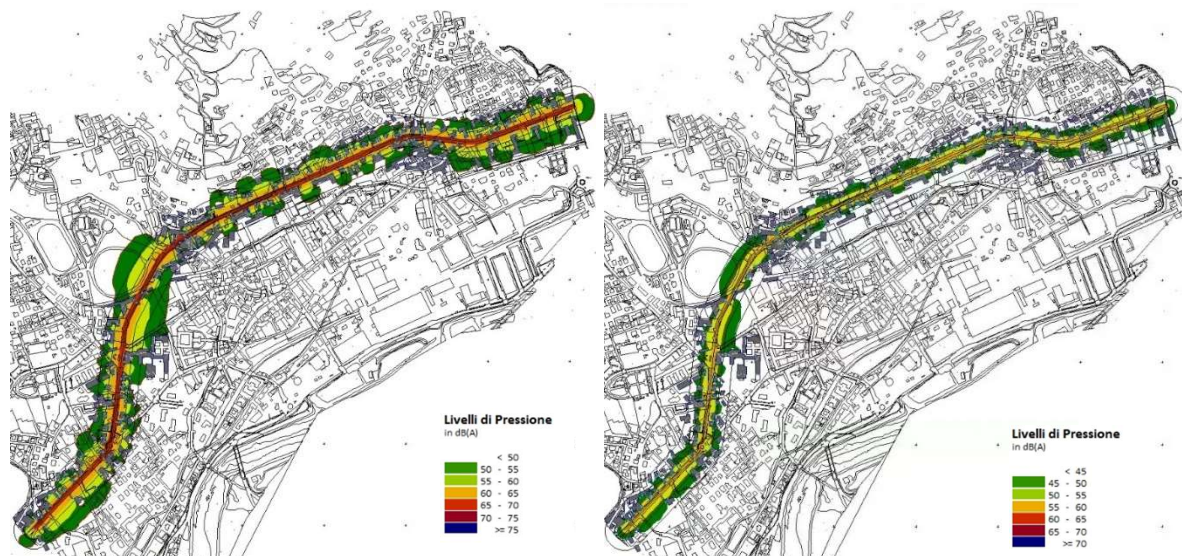 Livelli di Pressione
in dB(A)
< 50
50 - 55
55 - 60
60 - 65
65 - 70
70 - 75
>= 75
Livelli di Pressione
in dB(A)
< 45
45 - 50
50 - 55
55 - 60
60 - 65
65 - 70
>= 70